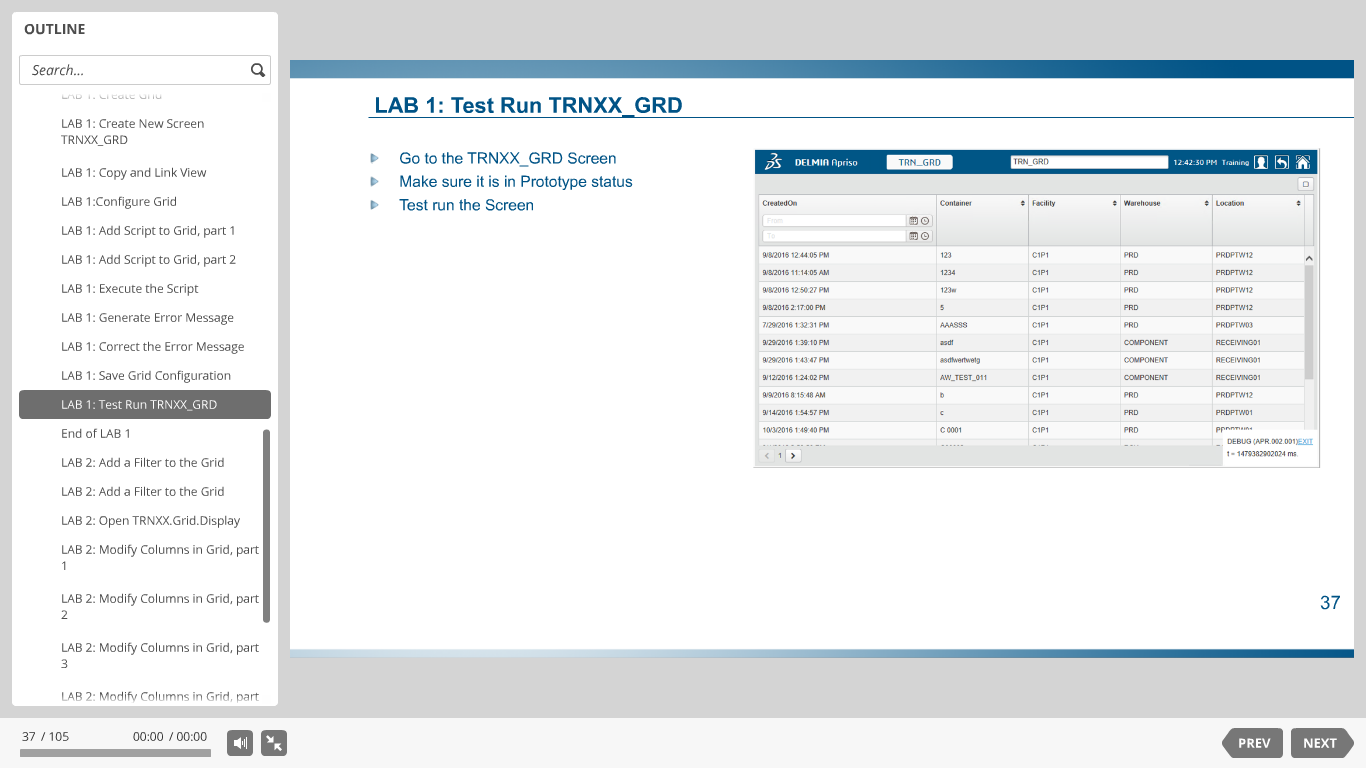 OUTLINE
Search...
LAB 1: Create Grid
LAB 1: Create New Screen
TRNXX_GRD
LAB 1: Copy and Link View
LAB 1:Configure Grid
LAB 1: Add Script to Grid, part 1
LAB 1: Add Script to Grid, part 2
LAB 1: Execute the Script
LAB 1: Generate Error Message
LAB 1: Correct the Error Message
LAB 1: Save Grid Configuration
LAB 1: Test Run TRNXX_GRD
End of LAB 1
LAB 2: Add a Filter to the Grid
LAB 2: Add a Filter to the Grid
LAB 2: Open TRNXX.Grid.Display
LAB 2: Modify Columns in Grid, part
1
LAB 2: Modify Columns in Grid, part
2
LAB 2: Modify Columns in Grid, part
3
LAB 2: Modify Columns in Grid, part
LAB 1: Test Run TRNXX_GRD
Go to the TRNXX_GRD Screen
Make sure it is in Prototype status
Test run the Screen
DELMIA Apriso TRN_GRD TRN_GRD 12:42:30 PM Training
CreatedOn Container Facility Warehouse Location
From
To
9/8/2016 12:44:05 PM 123 C1P1 PRD PRDPTW12
9/8/2016 11:14:05 AM 1234 C1P1 PRD PRDPTW12
9/8/2016 12:50:27 PM 123w C1P1 PRD PRDPTW12
9/8/2016 2:17:00 PM 5 C1P1 PRD PRDPTW12
7/29/2016 1:32:31 PM AAASSS C1P1 PRD PRDPTW03
9/29/2016 1:39:10 PM asdf C1P1 COMPONENT RECEIVING01
9/29/2016 1:43:47 PM asdfwertwetg C1P1 COMPONENT RECEIVING01
9/12/2016 1:24:02 PM AW_TEST_011 C1P1 COMPONENT RECEIVING01
9/9/2016 8:15:48 AM b C1P1 PRD PRDPTW12
9/14/2016 1:54:57 PM c C1P1 PRD PRDPTW01
10/3/2016 1:49:40 PM C 0001 C1P1 PRD PRDPTW01
1
DEBUG (APR.002.001)EXIT
t = 1479382902024 ms.
37
37 / 105 00:00 / 00:00
PREV NEXT